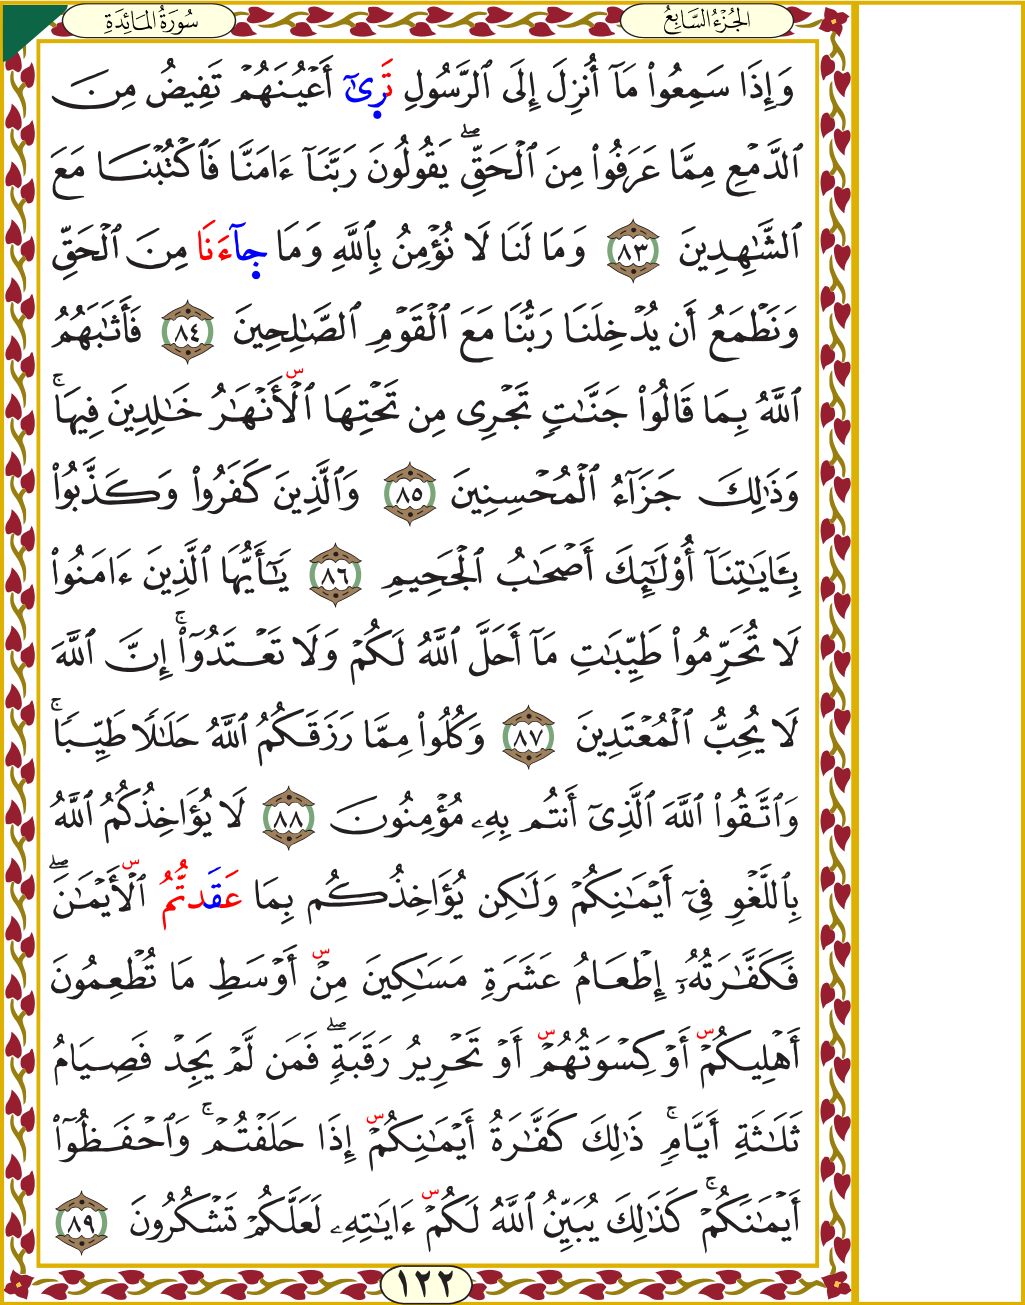 الجُزْءُ السَّابِعُ
سُورَةُ المَائِدَةِ
وَإِذَا سَمِعُوا۟ مَآ أُنزِلَ إِلَى ٱلرَّسُولِ تَرِىٰٓ أَعْيُنَهُمْ تَفِيضُ مِنَ
ٱلدَّمْعِ مِمَّا عَرَفُوا۟ مِنَ ٱلْحَقِّۖ يَقُولُونَ رَبَّنَآ ءَامَنَّا فَٱكْتُبْنَا مَعَ
ٱلشَّٰهِدِينَ ٨٣ وَمَا لَنَا لَا نُؤْمِنُ بِٱللَّهِ وَمَا جِآءَنَا مِنَ ٱلْحَقِّ
وَنَطْمَعُ أَن يُدْخِلَنَا رَبُّنَا مَعَ ٱلْقَوْمِ ٱلصَّٰلِحِينَ ٨٤ فَأَثَٰبَهُمُ
ٱللَّهُ بِمَا قَالُوا۟ جَنَّٰتٍ تَجْرِى مِن تَحْتِهَا ٱلْأَنْهَٰرُ خَٰلِدِينَ فِيهَاۚ
وَذَٰلِكَ جَزَآءُ ٱلْمُحْسِنِينَ ٨٥ وَٱلَّذِينَ كَفَرُوا۟ وَكَذَّبُوا۟
بِـَٔايَٰتِنَآ أُو۟لَٰٓئِكَ أَصْحَٰبُ ٱلْجَحِيمِ ٨٦ يَٰٓأَيُّهَا ٱلَّذِينَ ءَامَنُوا۟
لَا تُحَرِّمُوا۟ طَيِّبَٰتِ مَآ أَحَلَّ ٱللَّهُ لَكُمْ وَلَا تَعْتَدُوٓا۟ۚ إِنَّ ٱللَّهَ
لَا يُحِبُّ ٱلْمُعْتَدِينَ ٨٧ وَكُلُوا۟ مِمَّا رَزَقَكُمُ ٱللَّهُ حَلَٰلًا طَيِّبًاۚ
وَٱتَّقُوا۟ ٱللَّهَ ٱلَّذِىٓ أَنتُم بِهِۦ مُؤْمِنُونَ ٨٨ لَا يُؤَاخِذُكُمُ ٱللَّهُ
بِٱللَّغْوِ فِىٓ أَيْمَٰنِكُمْ وَلَٰكِن يُؤَاخِذُكُم بِمَا عَقَدتُّمُ ٱلْأَيْمَٰنَۖ
فَكَفَّٰرَتُهُۥٓ إِطْعَامُ عَشَرَةِ مَسَٰكِينَ مِنْ أَوْسَطِ مَا تُطْعِمُونَ
أَهْلِيكُمْ أَوْ كِسْوَتُهُمْ أَوْ تَحْرِيرُ رَقَبَةٍۖ فَمَن لَّمْ يَجِدْ فَصِيَامُ
ثَلَٰثَةِ أَيَّامٍۚ ذَٰلِكَ كَفَّٰرَةُ أَيْمَٰنِكُمْ إِذَا حَلَفْتُمْۚ وَٱحْفَظُوٓا۟
أَيْمَٰنَكُمْۚ كَذَٰلِكَ يُبَيِّنُ ٱللَّهُ لَكُمْ ءَايَٰتِهِۦ لَعَلَّكُمْ تَشْكُرُونَ ٨٩
١٢٢